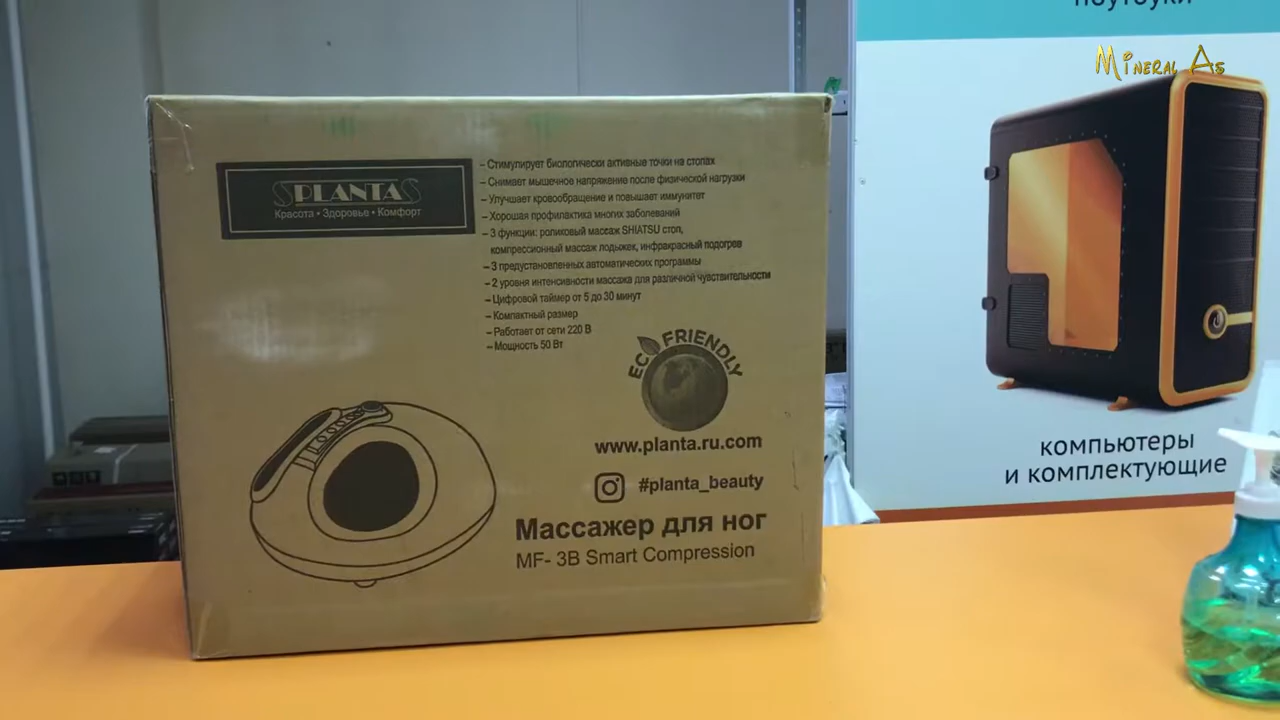 ноутбуки
Mineral As
PLANTA
Красота • Здоровье • Комфорт
– Стимулирует биологически активные точки на стопах
– Снимает мышечное напряжение после физической нагрузки
– Улучшает кровообращение и повышает иммунитет
– Хорошая профилактика многих заболеваний
– 3 функции: роликовый массаж SHIATSU стоп,
компрессионный массаж лодыжек, инфракрасный подогрев
– 3 предустановленных автоматических программы
– 2 уровня интенсивности массажа для различной чувствительности
– Цифровой таймер от 5 до 30 минут
– Компактный размер
– Работает от сети 220 В
– Мощность 50 Вт
ECO FRIENDLY
www.planta.ru.com
#planta_beauty
Массажер для ног
MF- 3B Smart Compression
компьютеры
и комплектующие